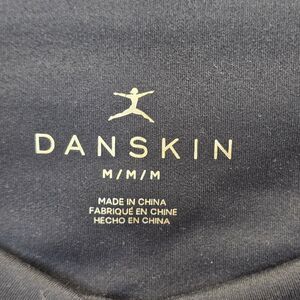 DANSKIN
M/M/M
MADE IN CHINA
FABRIQUÉ EN CHINE
HECHO EN CHINA